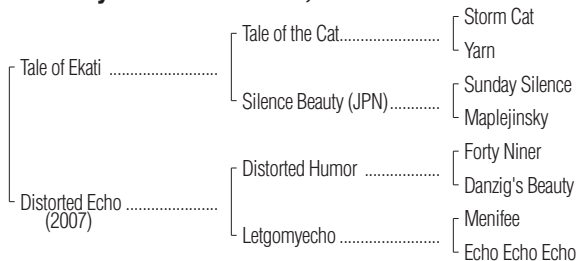 Storm Cat
Tale of the Cat.................
Yarn
Tale of Ekati ..........................
Sunday Silence
Silence Beauty (JPN)............
Maplejinsky
Forty Niner
Distorted Humor ..................
Danzig's Beauty
Distorted Echo ..........................
(2007)
Menifee
Letgomyecho ........................
Echo Echo Echo